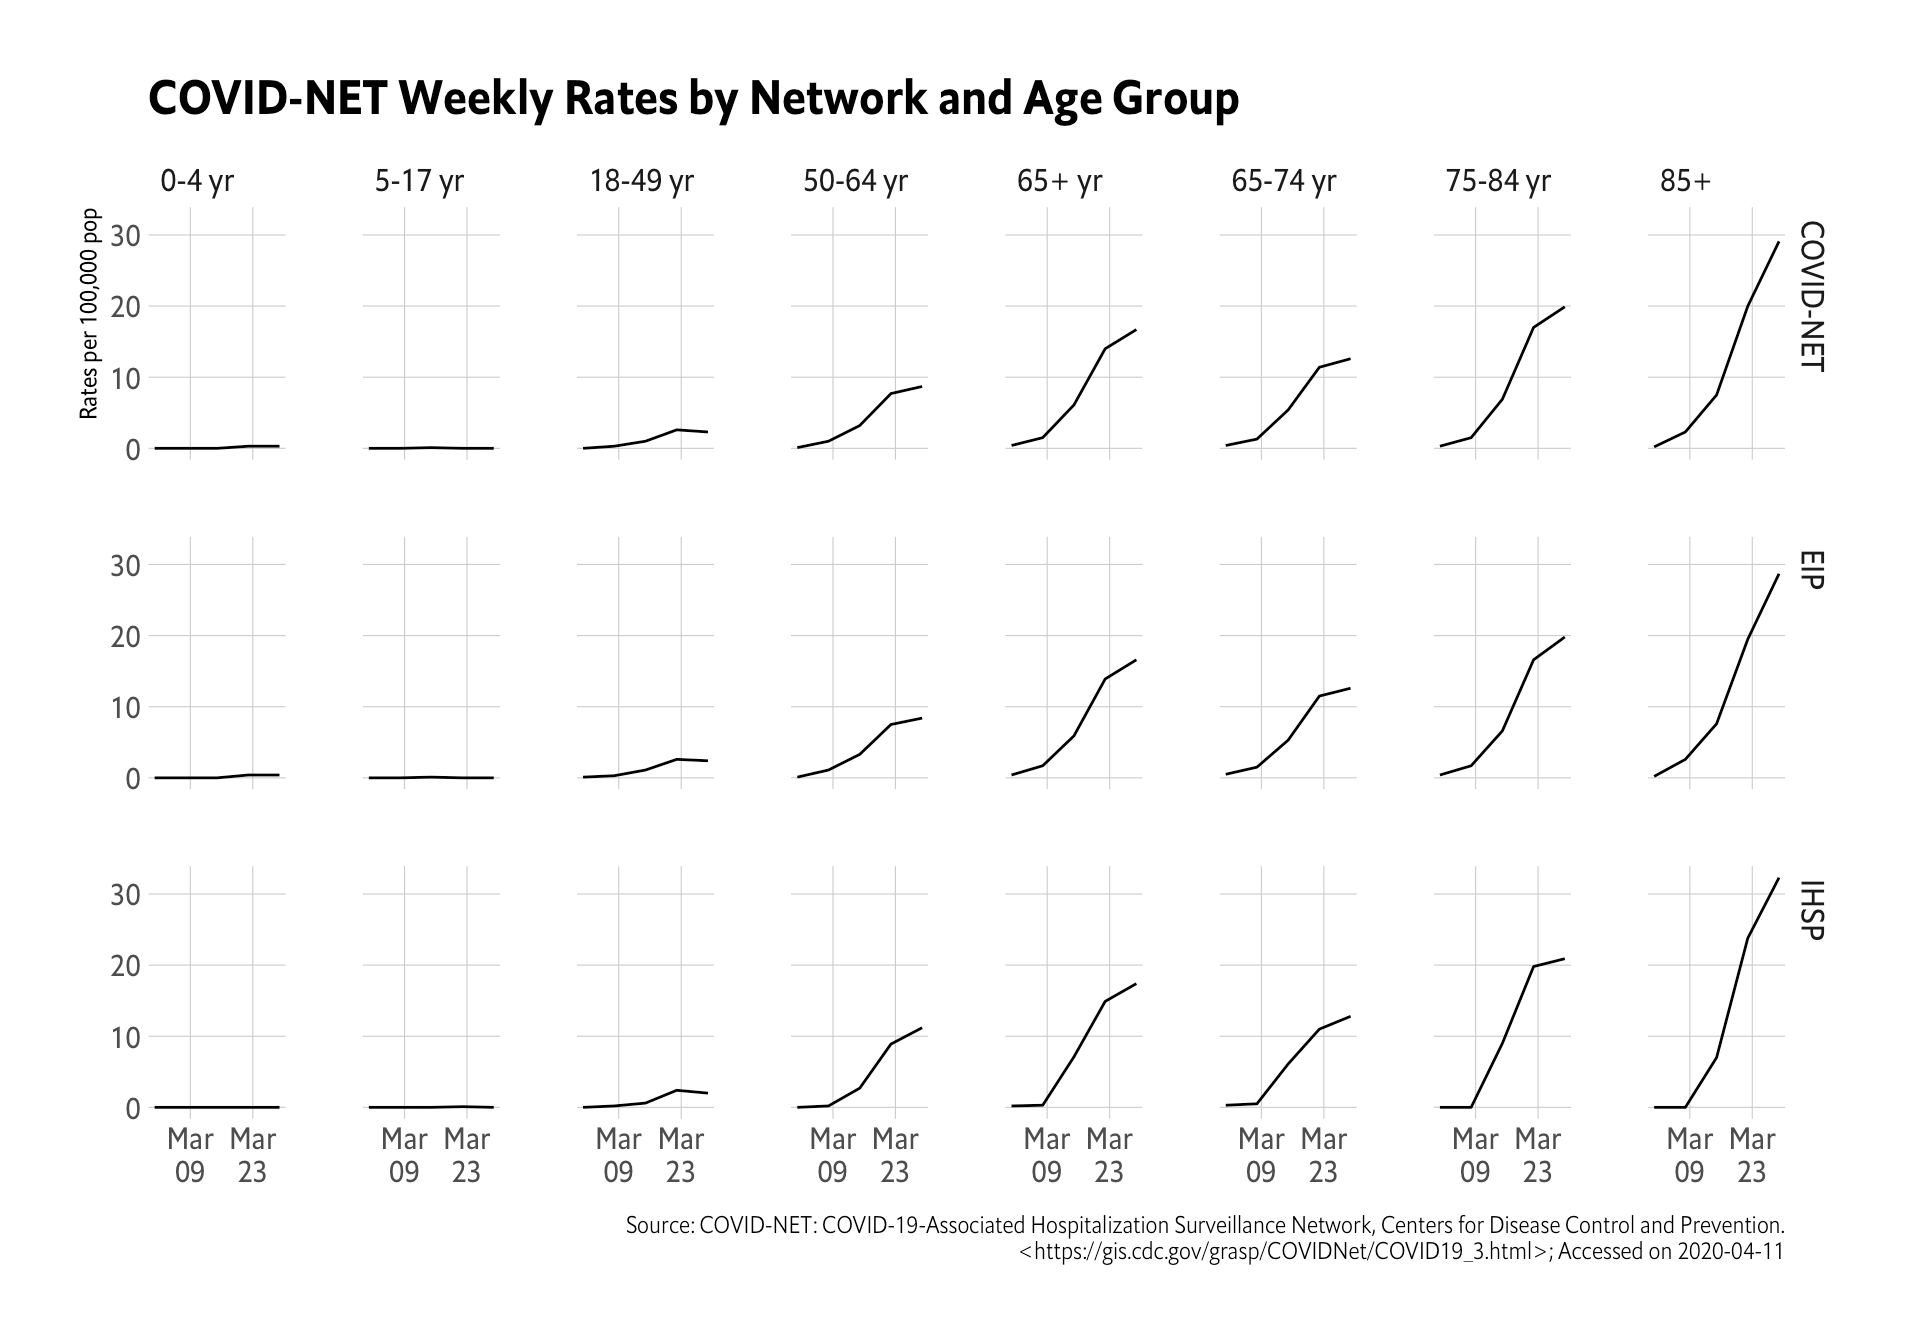 COVID-NET Weekly Rates by Network and Age Group
0-4 yr 5-17 yr 18-49 yr 50-64 yr 65+ yr 65-74 yr 75-84 yr 85+
Rates per 100,000 pop
30
20
10
0
COVID-NET
30
20
10
0
EIP
30
20
10
0
IHSP
Mar Mar Mar Mar Mar Mar Mar Mar Mar Mar Mar Mar Mar Mar Mar Mar
09 23 09 23 09 23 09 23 09 23 09 23 09 23 09 23
Source: COVID-NET: COVID-19-Associated Hospitalization Surveillance Network, Centers for Disease Control and Prevention.
<https://gis.cdc.gov/grasp/COVIDNet/COVID19_3.html>; Accessed on 2020-04-11